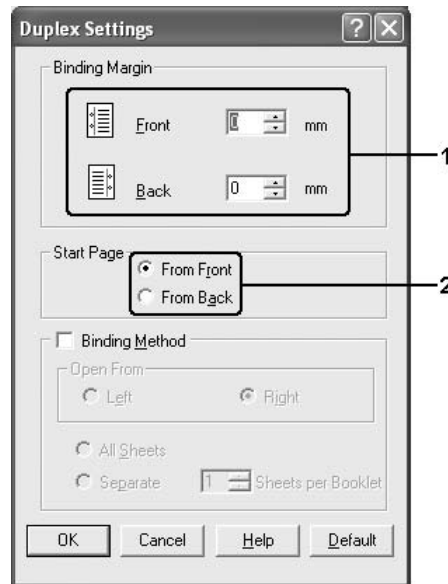 Duplex Settings
Binding Margin
Front 0 mm
1
Back 0 mm
Start Page
From Front
2
From Back
Binding Method
Open From
Left Right
All Sheets
Separate 1 Sheets per Booklet
OK Cancel Help Default